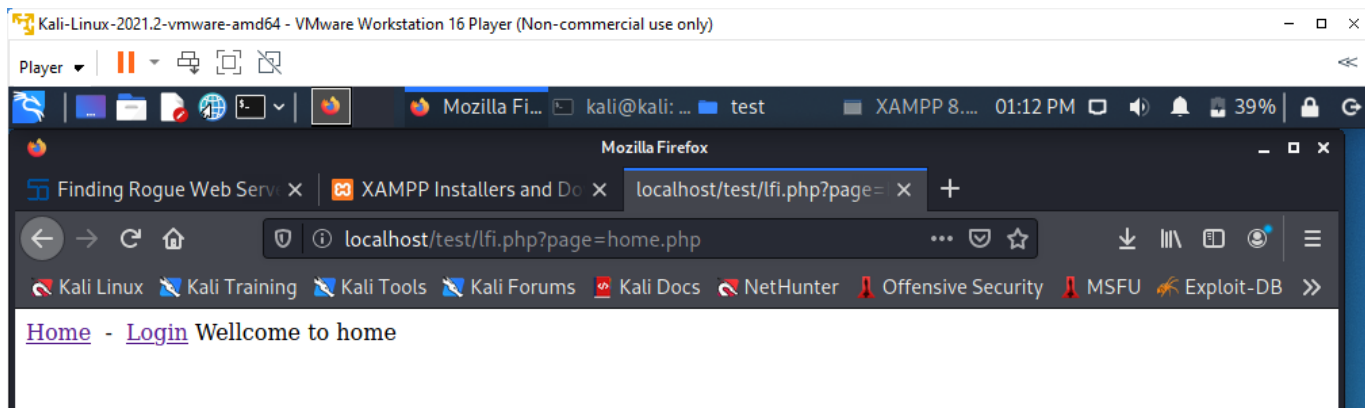 Kali-Linux-2021.2-vmware-amd64 - VMware Workstation 16 Player (Non-commercial use only)
Player
Mozilla Fi... kali@kali: ... test XAMPP 8.... 01:12 PM 39%
Mozilla Firefox
Finding Rogue Web Serv XAMPP Installers and Do localhost/test/lfi.php?page=
localhost/test/lfi.php?page=home.php
Kali Linux Kali Training Kali Tools Kali Forums Kali Docs NetHunter Offensive Security MSFU Exploit-DB
Home - Login Wellcome to home